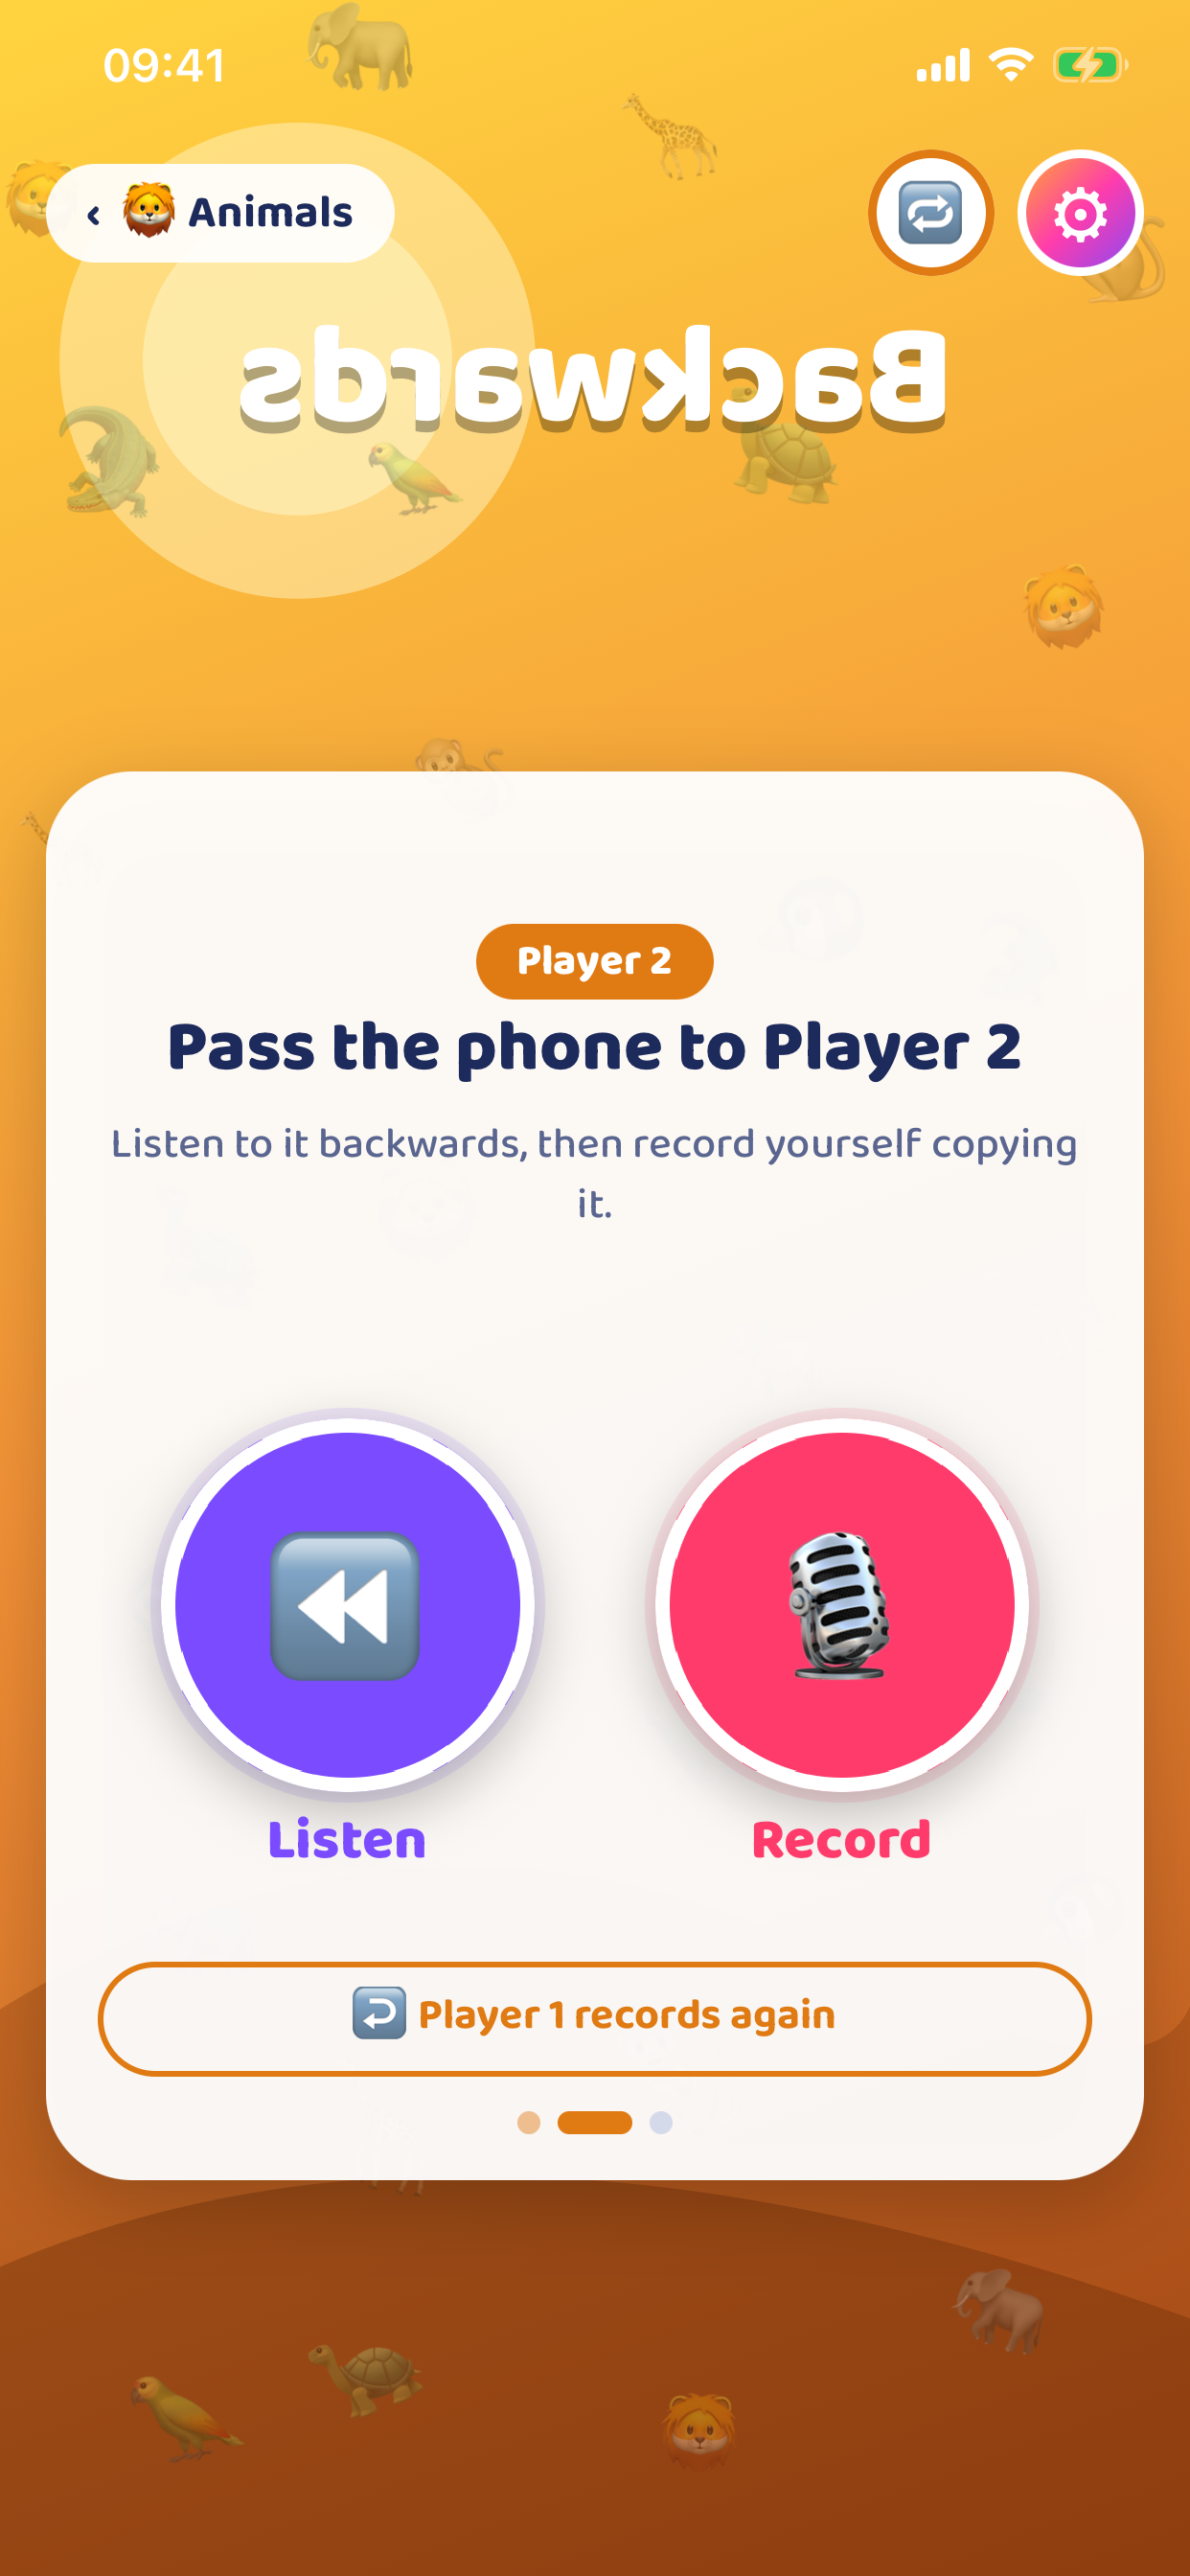 09:41
‹ Animals
Backwards
Player 2
Pass the phone to Player 2
Listen to it backwards, then record yourself copying
it.
Listen
Record
Player 1 records again